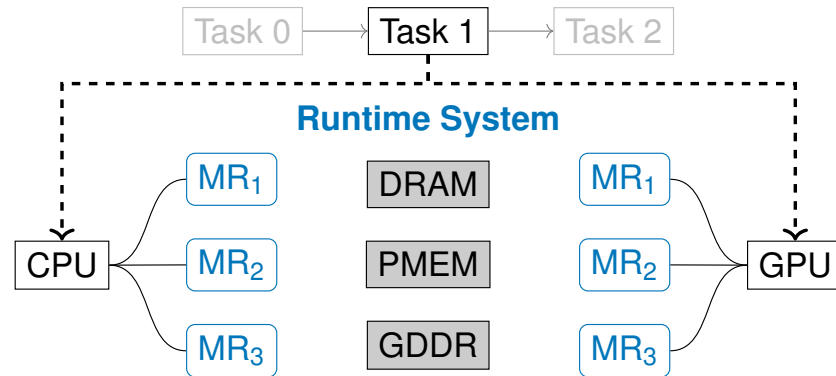 Task 0 Task 1 Task 2
Runtime System
MR1 DRAM MR1
CPU MR2 PMEM MR2 GPU
MR3 GDDR MR3